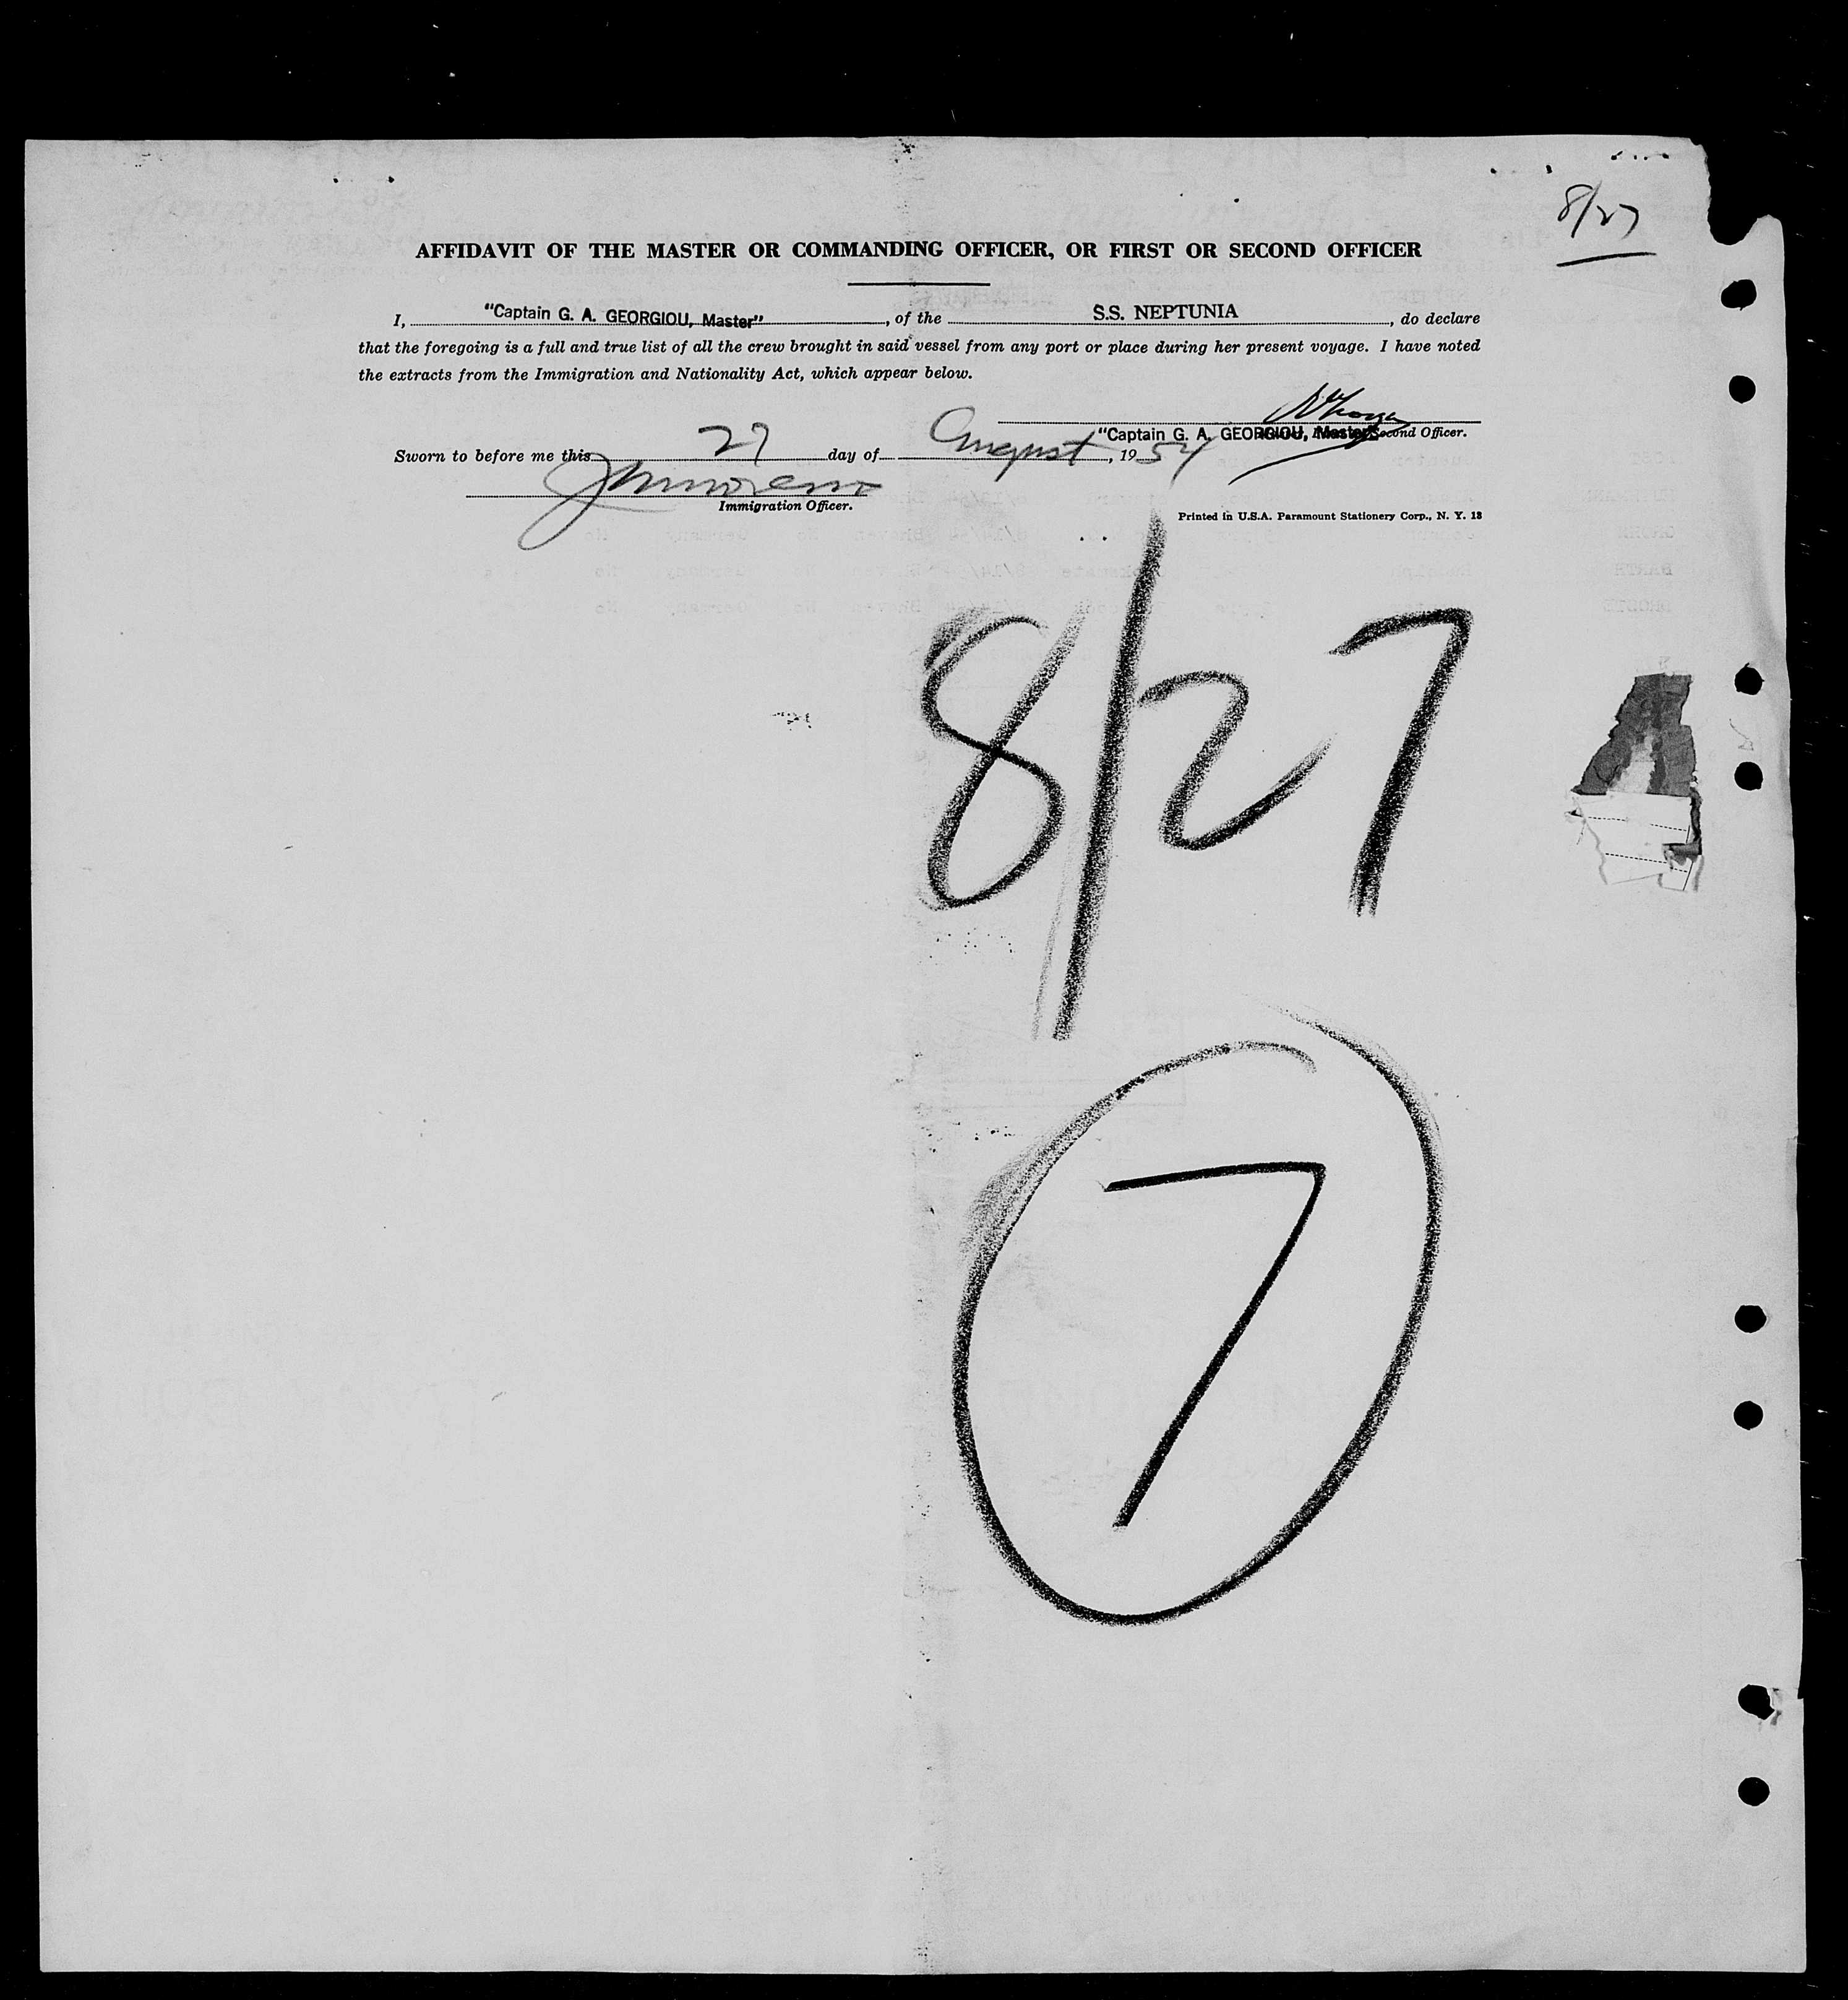 8/27
AFFIDAVIT OF THE MASTER OR COMMANDING OFFICER, OR FIRST OR SECOND OFFICER
I, "Captain G. A. GEORGIOU, Master", of the S.S. NEPTUNIA, do declare
that the foregoing is a full and true list of all the crew brought in said vessel from any port or place during her present voyage. I have noted
the extracts from the Immigration and Nationality Act, which appear below.
"Captain G. A. GEORGIOU, Master" Second Officer.
Sworn to before me this 27 day of August, 1954
Immigration Officer.
Printed in U.S.A. Paramount Stationery Corp., N. Y. 13
8/27
7